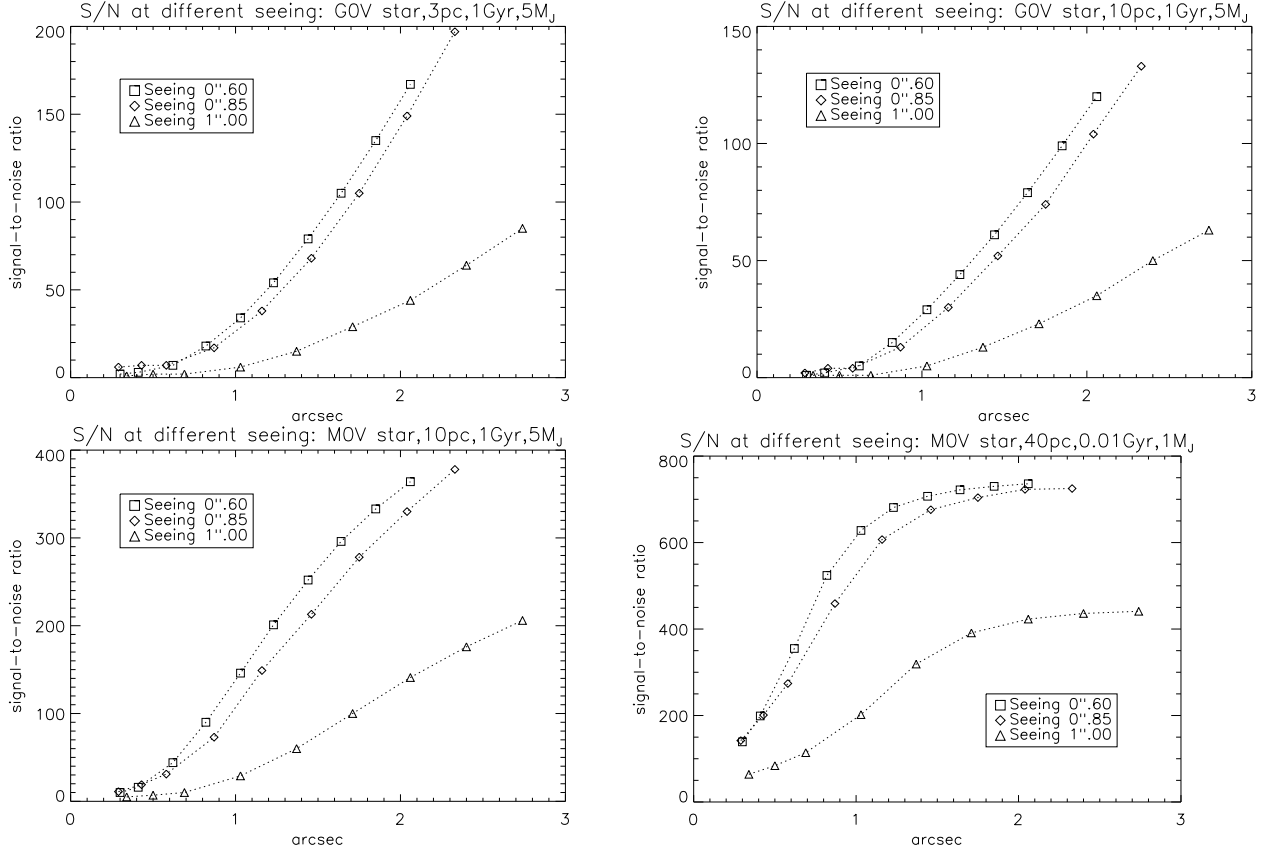 S/N at different seeing: G0V star,3pc,1Gyr,5MJ
200
150
100
50
0
signal-to-noise ratio
Seeing 0".60
Seeing 0".85
Seeing 1".00
0 1 2 3
arcsec
S/N at different seeing: G0V star,10pc,1Gyr,5MJ
150
100
50
0
signal-to-noise ratio
Seeing 0".60
Seeing 0".85
Seeing 1".00
0 1 2 3
arcsec
S/N at different seeing: M0V star,10pc,1Gyr,5MJ
400
300
200
100
0
signal-to-noise ratio
Seeing 0".60
Seeing 0".85
Seeing 1".00
0 1 2 3
arcsec
S/N at different seeing: M0V star,40pc,0.01Gyr,1MJ
800
600
400
200
0
signal-to-noise ratio
Seeing 0".60
Seeing 0".85
Seeing 1".00
0 1 2 3
arcsec